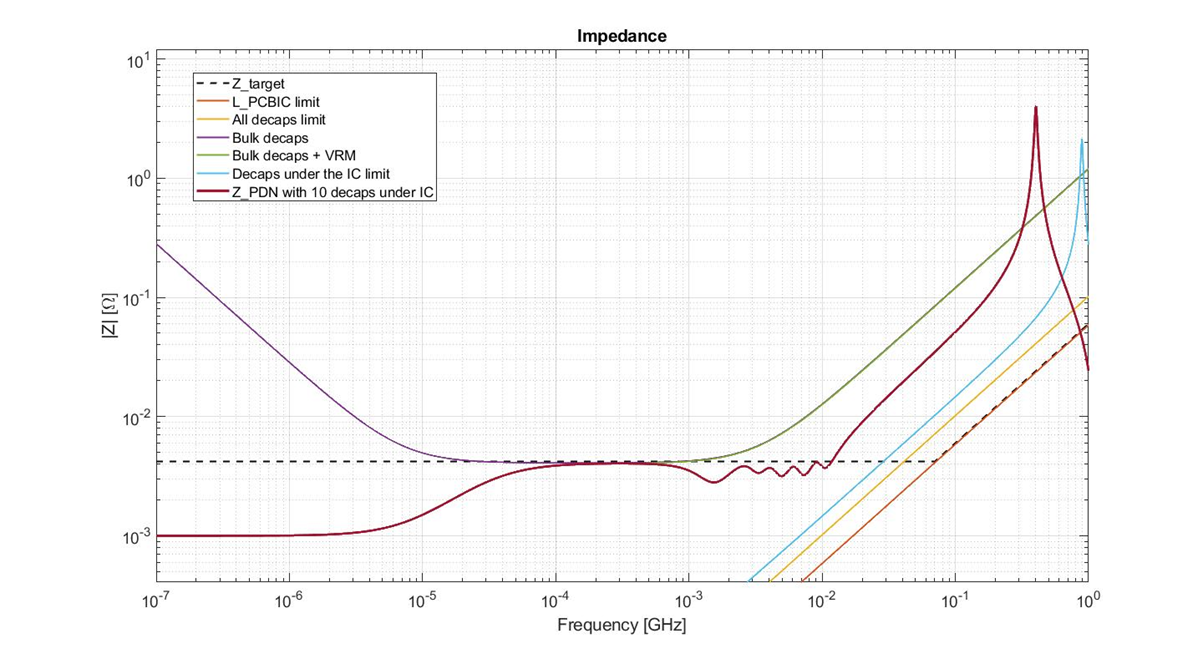 Impedance
10^1
10^0
10^-1
10^-2
10^-3
|Z| [Ω]
Z_target
L_PCBIC limit
All decaps limit
Bulk decaps
Bulk decaps + VRM
Decaps under the IC limit
Z_PDN with 10 decaps under IC
10^-7 10^-6 10^-5 10^-4 10^-3 10^-2 10^-1 10^0
Frequency [GHz]